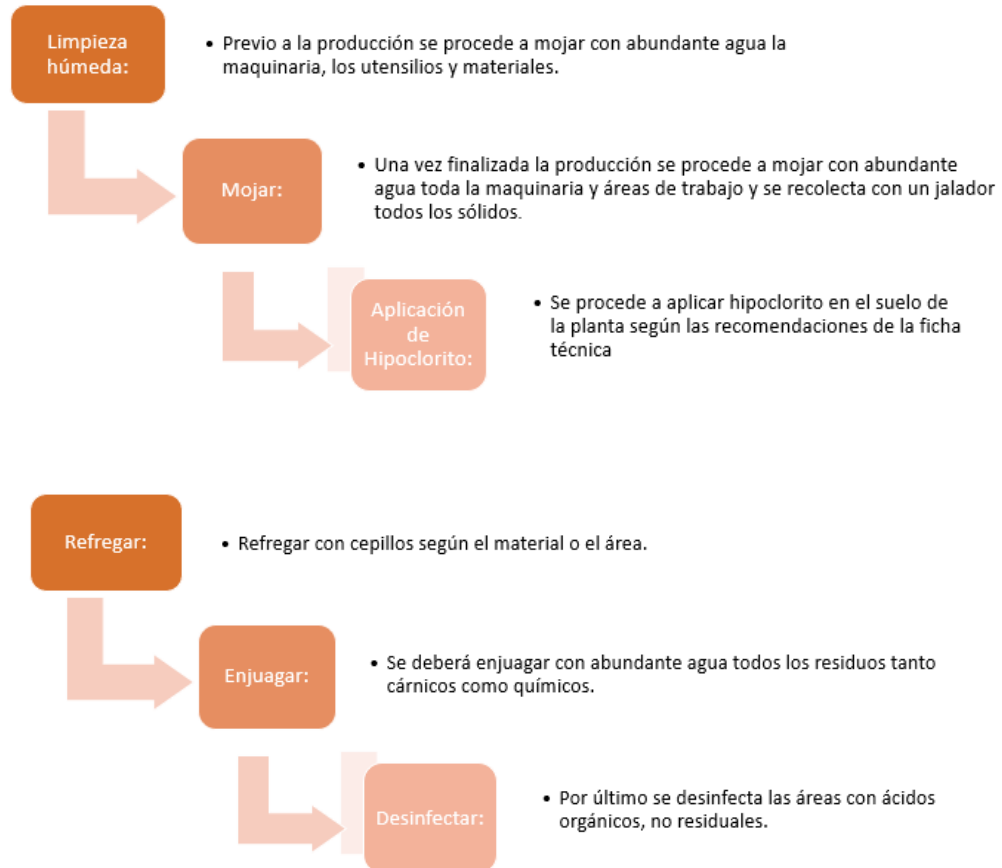 Limpieza
húmeda:
• Previo a la producción se procede a mojar con abundante agua la
maquinaria, los utensilios y materiales.
Mojar:
• Una vez finalizada la producción se procede a mojar con abundante
agua toda la maquinaria y áreas de trabajo y se recolecta con un jalador
todos los sólidos.
Aplicación
de
Hipoclorito:
• Se procede a aplicar hipoclorito en el suelo de
la planta según las recomendaciones de la ficha
técnica
Refregar:
• Refregar con cepillos según el material o el área.
Enjuagar:
• Se deberá enjuagar con abundante agua todos los residuos tanto
cárnicos como químicos.
Desinfectar:
• Por último se desinfecta las áreas con ácidos
orgánicos, no residuales.